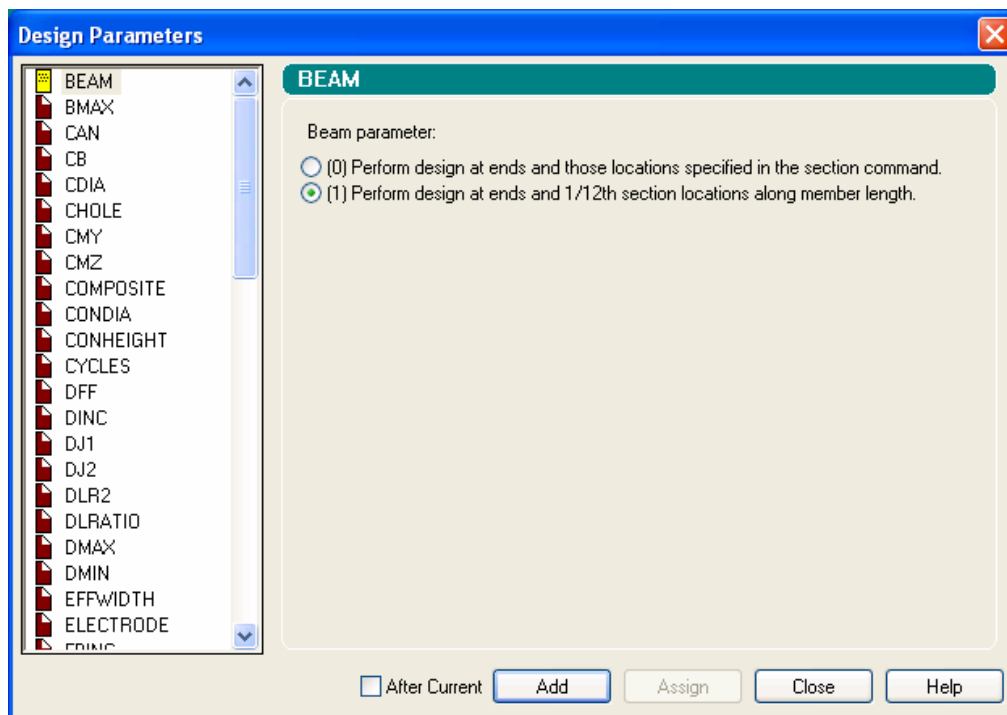 Design Parameters
BEAM
BMAX
CAN
CB
CDIA
CHOLE
CMY
CMZ
COMPOSITE
CONDIA
CONHEIGHT
CYCLES
DFF
DINC
DJ1
DJ2
DLR2
DLRATIO
DMAX
DMIN
EFFWIDTH
ELECTRODE
BEAM
Beam parameter:
(0) Perform design at ends and those locations specified in the section command.
(1) Perform design at ends and 1/12th section locations along member length.
After Current
Add
Assign
Close
Help